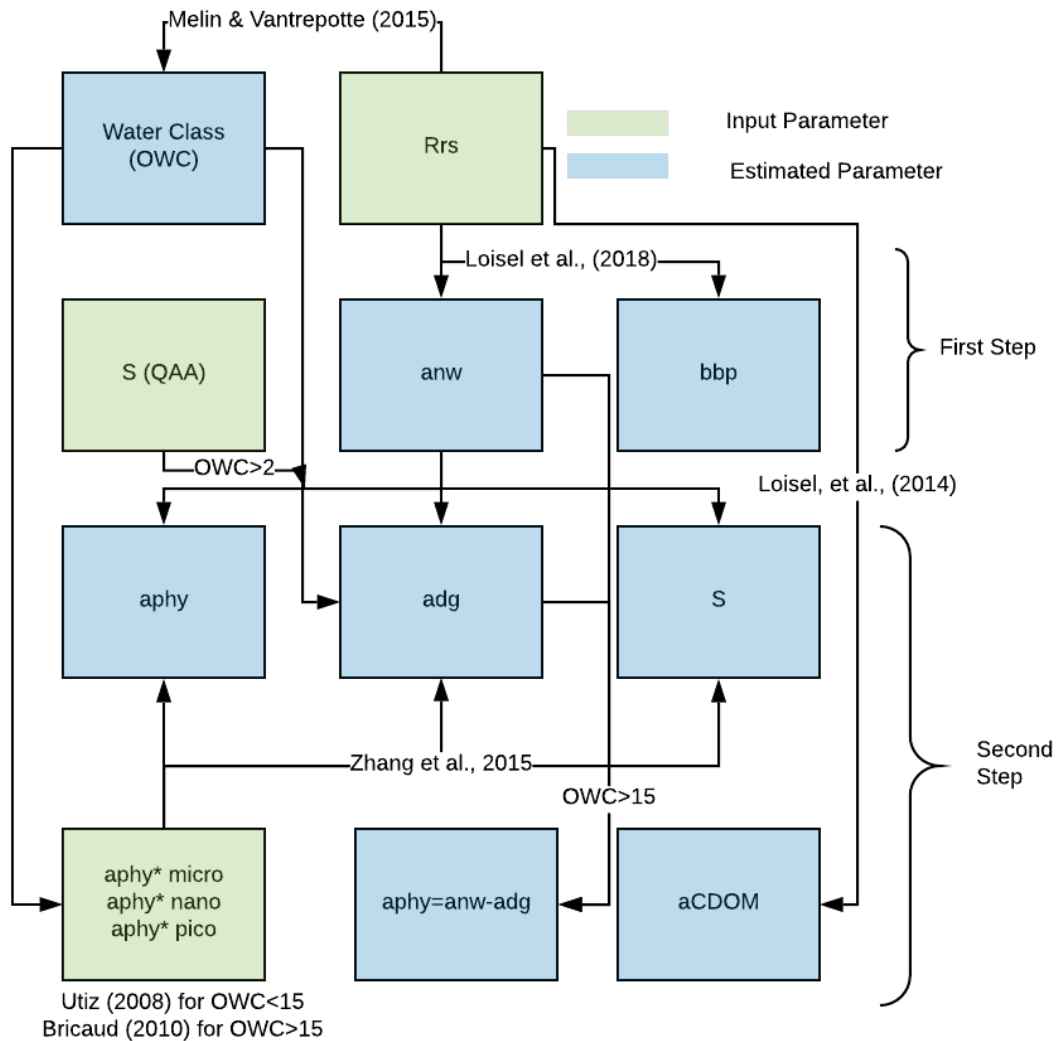 Melin & Vantrepotte (2015)
Water Class
(OWC)
Rrs
Input Parameter
Estimated Parameter
Loisel et al., (2018)
S (QAA)
anw
bbp
First Step
OWC>2
Loisel, et al., (2014)
aphy
adg
S
Zhang et al., 2015
Second
Step
OWC>15
aphy* micro
aphy* nano
aphy* pico
aphy=anw-adg
aCDOM
Utiz (2008) for OWC<15
Bricaud (2010) for OWC>15